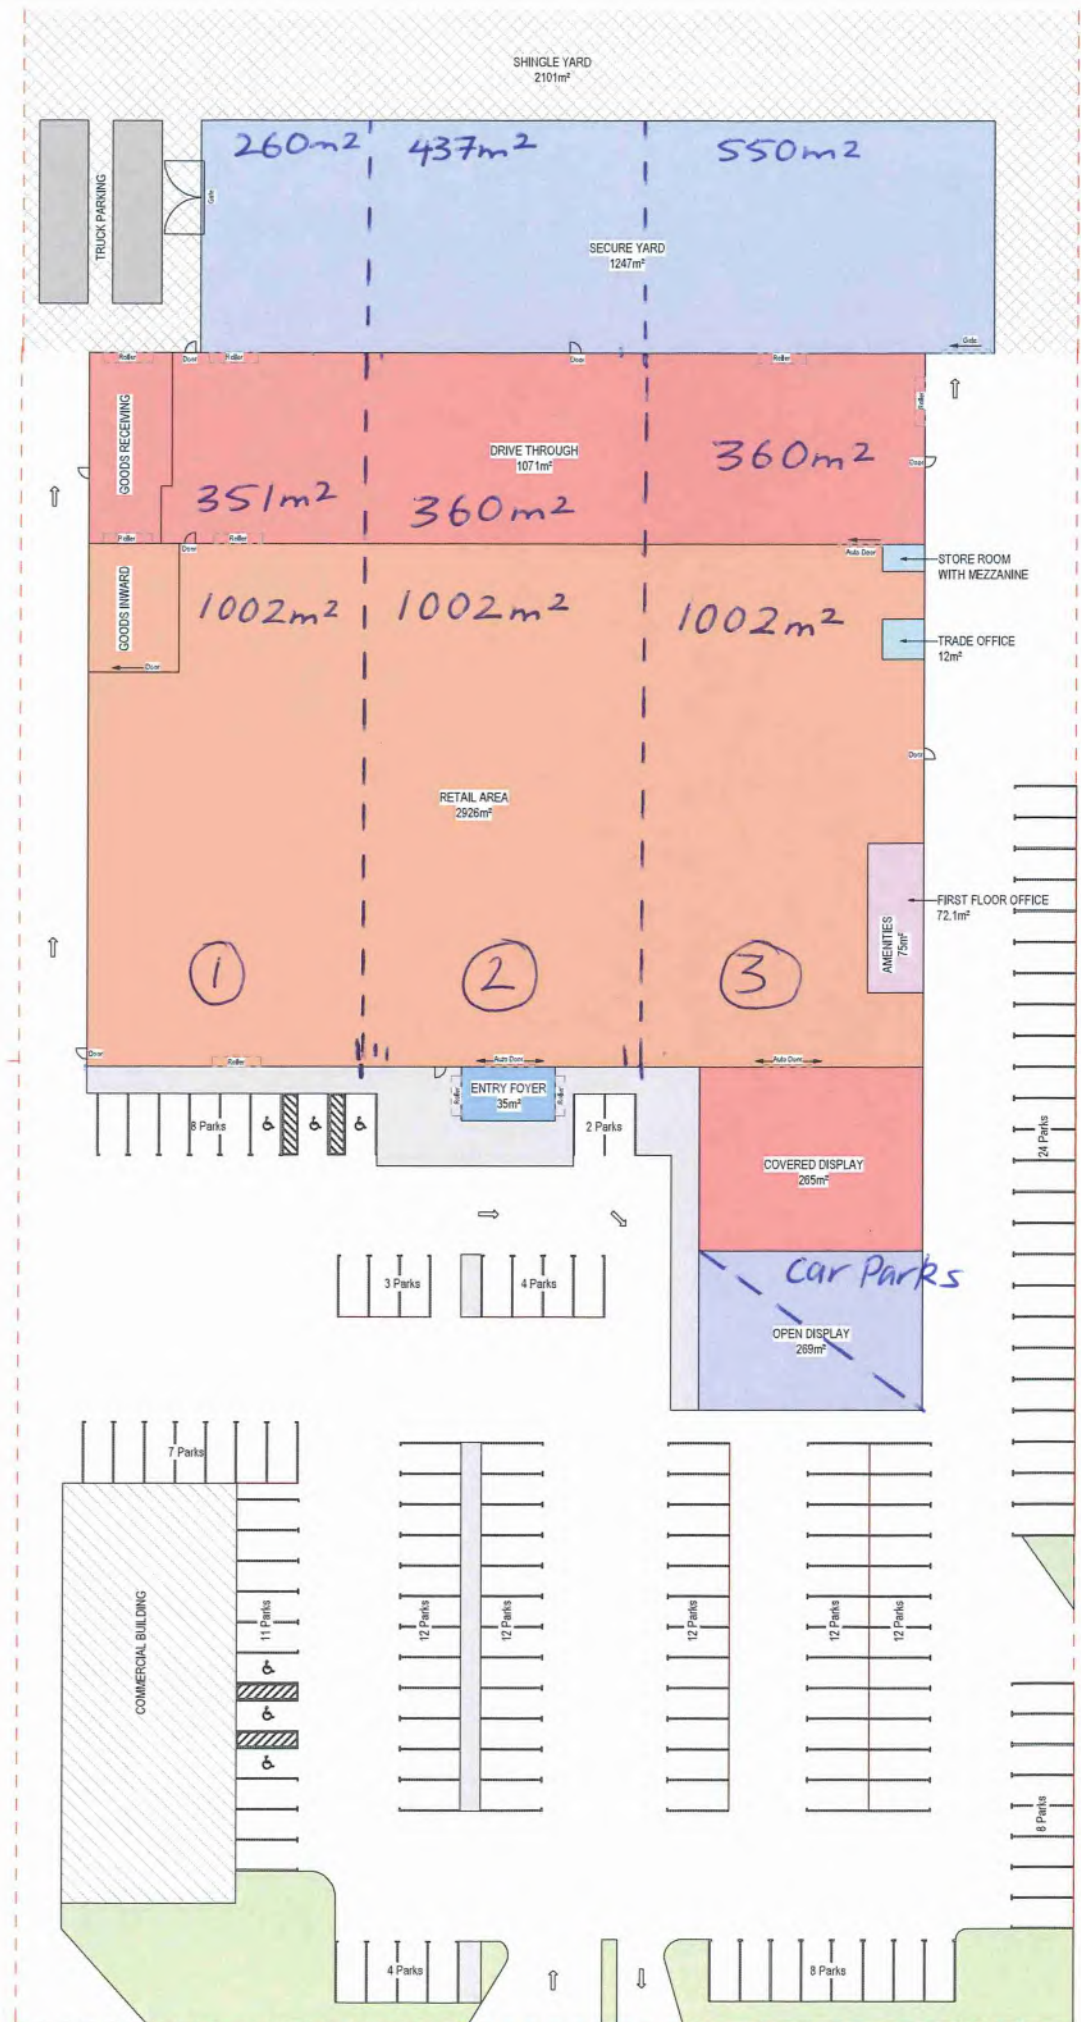 SHINGLE YARD
2101m²
260m² 437m² 550m²
TRUCK PARKING
Gate
SECURE YARD
1247m²
Gate
Roller Door Roller Door Roller
Roller
GOODS RECEIVING
DRIVE THROUGH
1071m²
360m²
Door
351m² 360m²
Roller Door Roller
Auto Door
STORE ROOM
WITH MEZZANINE
GOODS INWARD
1002m² 1002m² 1002m²
TRADE OFFICE
12m²
Door
Door
RETAIL AREA
2926m²
FIRST FLOOR OFFICE
72.1m²
AMENITIES
75m²
1 2 3
Door
Roller
Auto Door
Auto Door
ENTRY FOYER
35m²
Roller
Roller
8 Parks
2 Parks
24 Parks
COVERED DISPLAY
265m²
Car Parks
3 Parks
4 Parks
OPEN DISPLAY
269m²
7 Parks
COMMERCIAL BUILDING
11 Parks
12 Parks
12 Parks
12 Parks
12 Parks
12 Parks
8 Parks
4 Parks
8 Parks